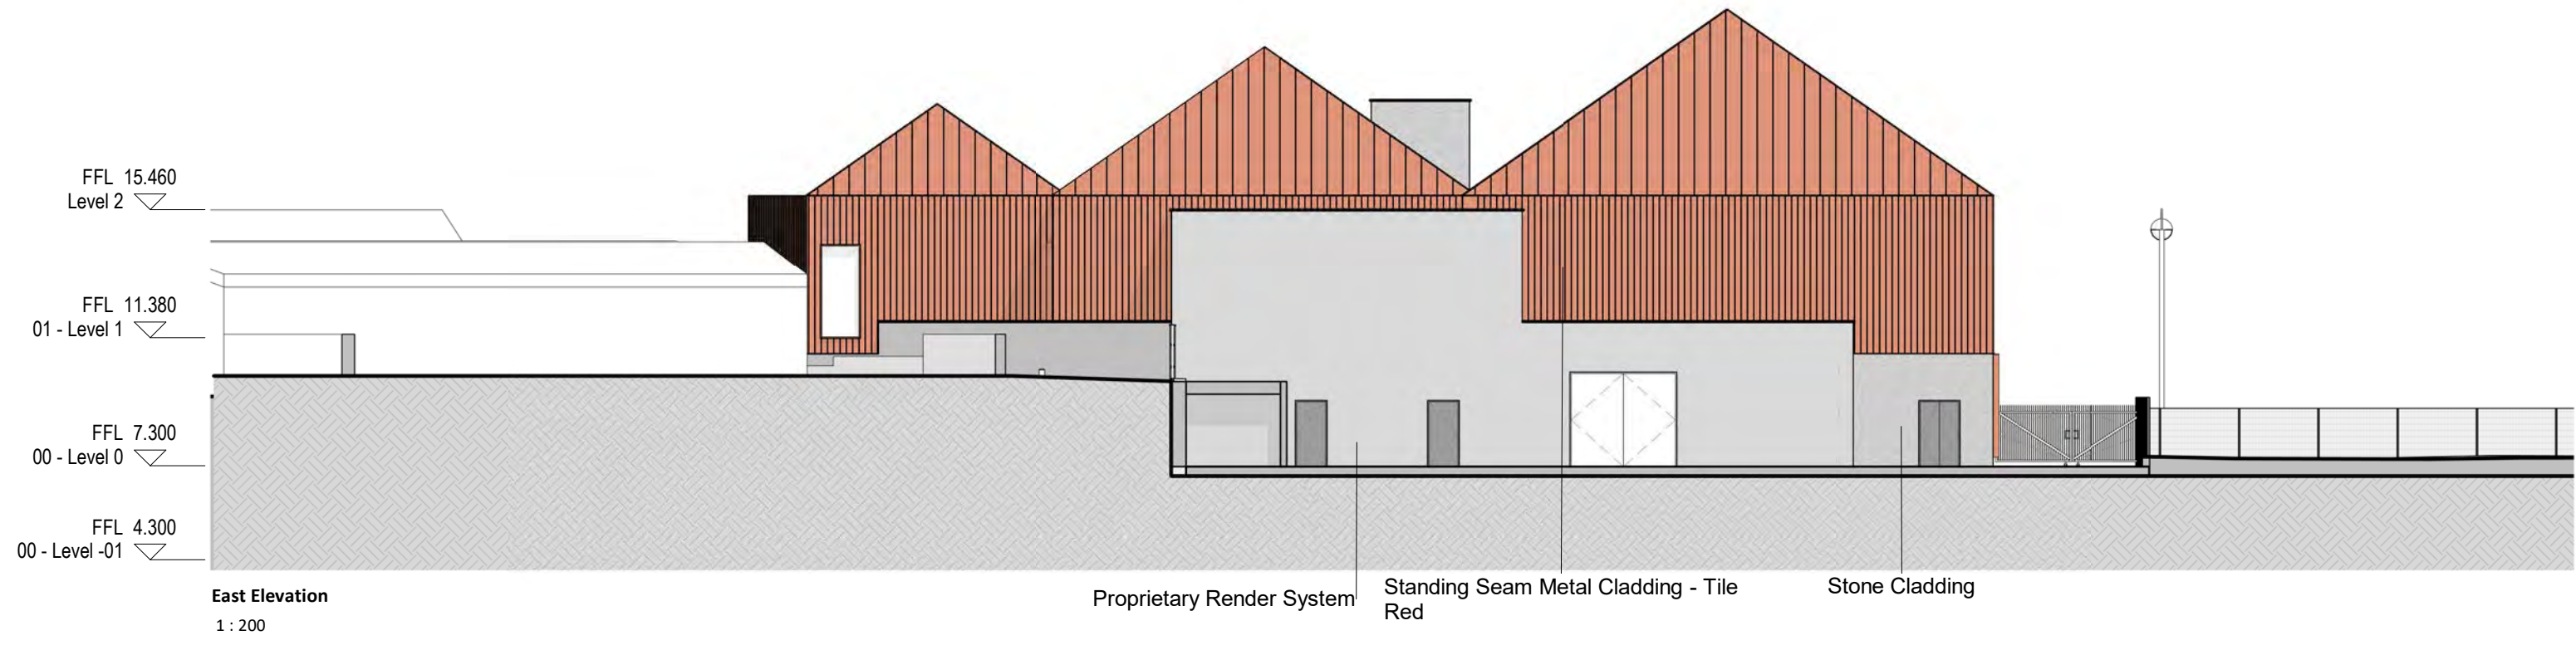 FFL 15.460
Level 2
FFL 11.380
01 - Level 1
FFL 7.300
00 - Level 0
FFL 4.300
00 - Level -01
Proprietary Render System
Standing Seam Metal Cladding - Tile
Red
Stone Cladding
East Elevation
1 : 200